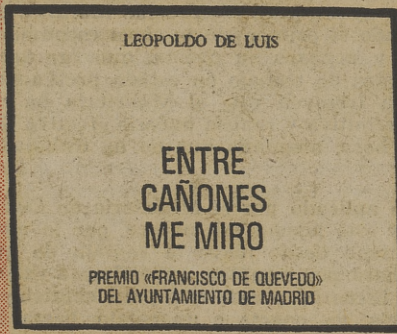 LEOPOLDO DE LUIS
ENTRE
CAÑONES
ME MIRO
PREMIO «FRANCISCO DE QUEVEDO»
DEL AYUNTAMIENTO DE MADRID